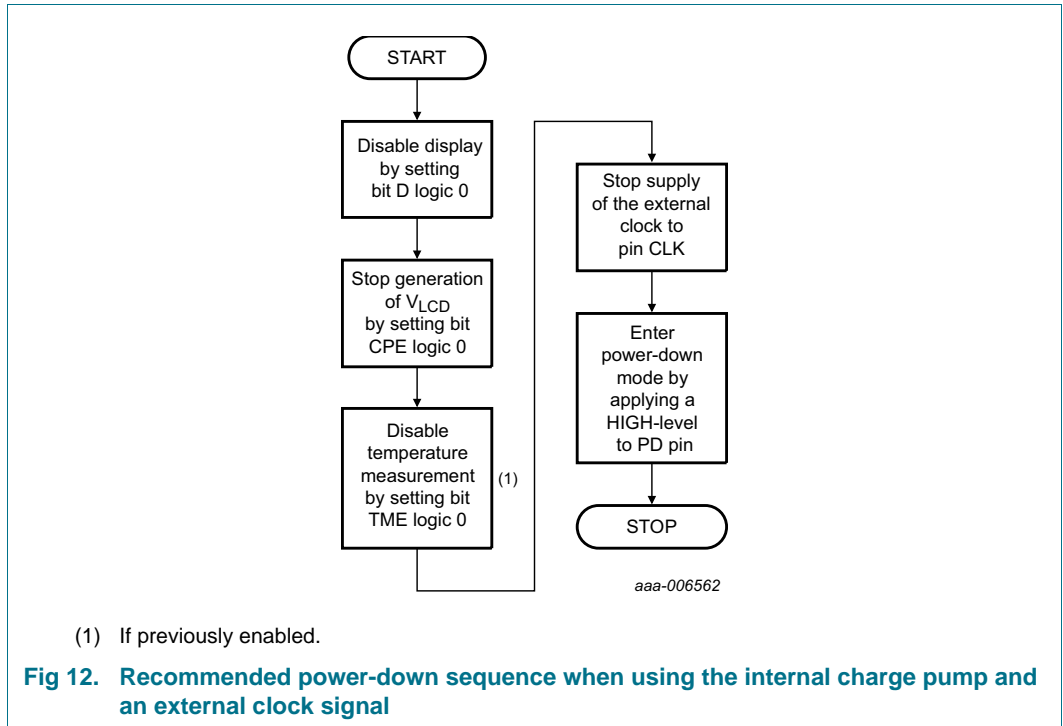 START
Disable display
by setting
bit D logic 0
Stop generation
of VLCD
by setting bit
CPE logic 0
Disable
temperature
measurement
by setting bit
TME logic 0
(1)
Stop supply
of the external
clock to
pin CLK
Enter
power-down
mode by
applying a
HIGH-level
to PD pin
STOP
aaa-006562
(1) If previously enabled.
Fig 12. Recommended power-down sequence when using the internal charge pump and
an external clock signal